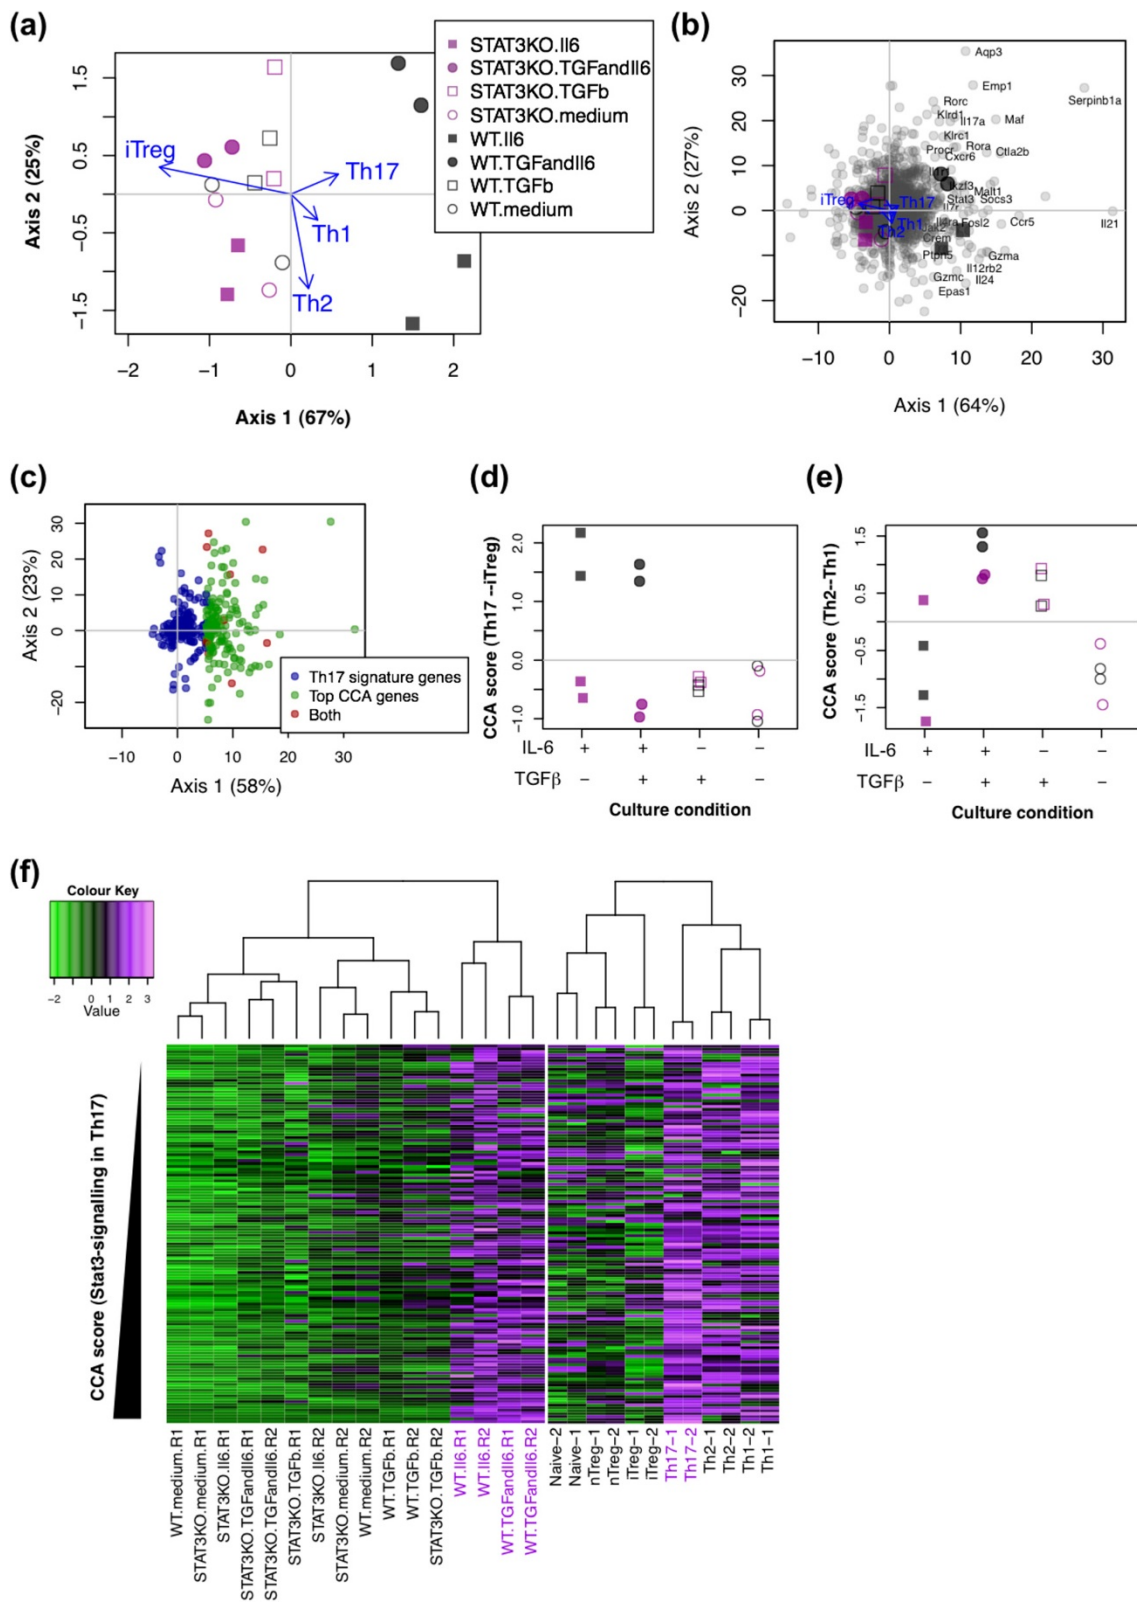 (a)
1.5
0.5
−0.5
−1.5
Axis 2 (25%)
−2
−1
0
1
2
Axis 1 (67%)
iTreg
Th17
Th1
Th2
STAT3KO.Il6
STAT3KO.TGFandIl6
STAT3KO.TGFb
STAT3KO.medium
WT.Il6
WT.TGFandIl6
WT.TGFb
WT.medium
(b)
Axis 2 (27%)
30
20
10
0
−20
−10
0
10
20
30
Axis 1 (64%)
Aqp3
Emp1
Serpinb1a
Rorc
Klrd1
Il17a
Maf
Klrc1
Procr
Rora
Cxcr6
Ctla2b
Il1r1
Ikzf3
Malt1
Stat3
Socs3
iTreg
Th17
Il7r
Th1
Il4ra
Fosl2
Ccr5
Il21
Jak2
Th2
Crem
Ptpn5
Gzma
Il12rb2
Gzmc
Il24
Epas1
(c)
Axis 2 (23%)
30
20
10
0
−20
−10
0
10
20
30
Axis 1 (58%)
Th17 signature genes
Top CCA genes
Both
(d)
CCA score (Th17 --iTreg)
2.0
1.0
0.0
−1.0
IL-6 + + − −
TGFβ − + + −
Culture condition
(e)
CCA score (Th2--Th1)
1.5
0.5
−0.5
−1.5
IL-6 + + − −
TGFβ − + + −
Culture condition
(f)
Colour Key
−2 0 1 2 3
Value
CCA score (Stat3-signalling in Th17)
WT.medium.R1
STAT3KO.medium.R1
STAT3KO.Il6.R1
STAT3KO.TGFandIl6.R1
STAT3KO.TGFandIl6.R2
STAT3KO.TGFb.R1
STAT3KO.Il6.R2
STAT3KO.medium.R2
WT.medium.R2
WT.TGFb.R1
WT.TGFb.R2
STAT3KO.TGFb.R2
WT.Il6.R1
WT.Il6.R2
WT.TGFandIl6.R1
WT.TGFandIl6.R2
Naive−2
Naive−1
nTreg−1
nTreg−2
iTreg−1
iTreg−2
Th17−1
Th17−2
Th2−1
Th2−2
Th1−2
Th1−1